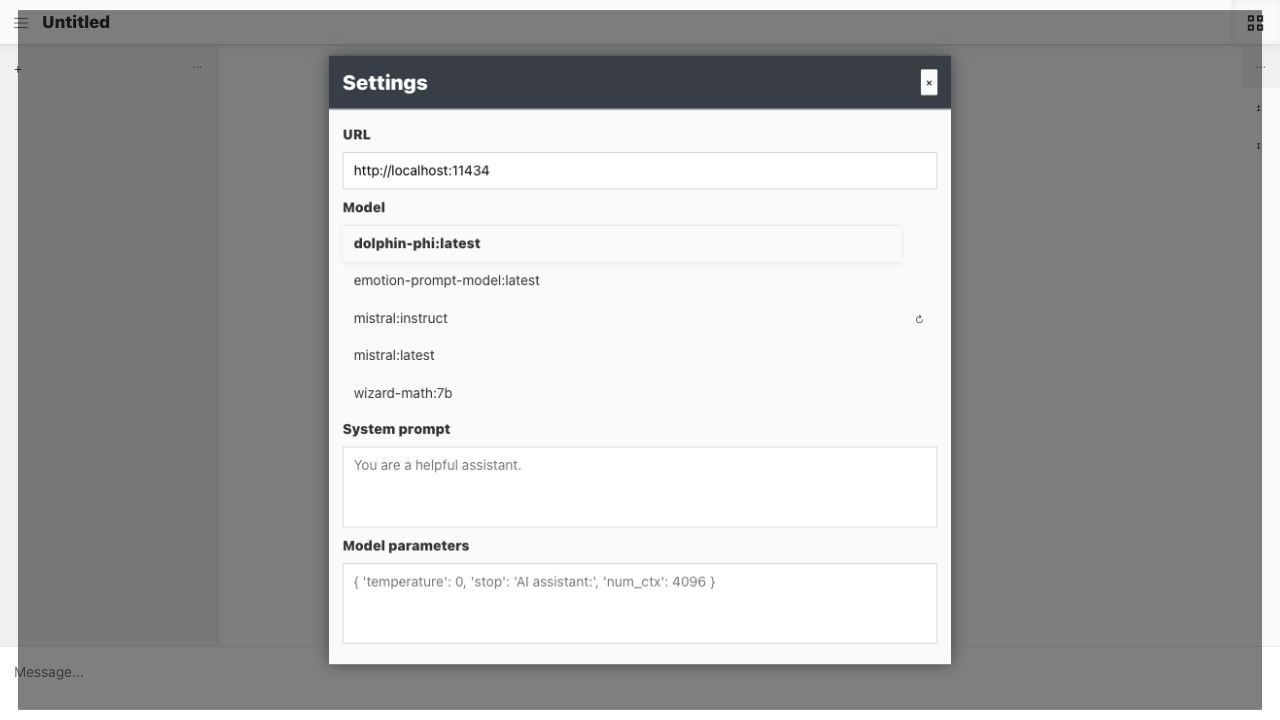 Untitled
+
...
...
Settings
×
URL
http://localhost:11434
Model
dolphin-phi:latest
emotion-prompt-model:latest
mistral:instruct
mistral:latest
wizard-math:7b
System prompt
You are a helpful assistant.
Model parameters
{ 'temperature': 0, 'stop': 'AI assistant:', 'num_ctx': 4096 }
Message...